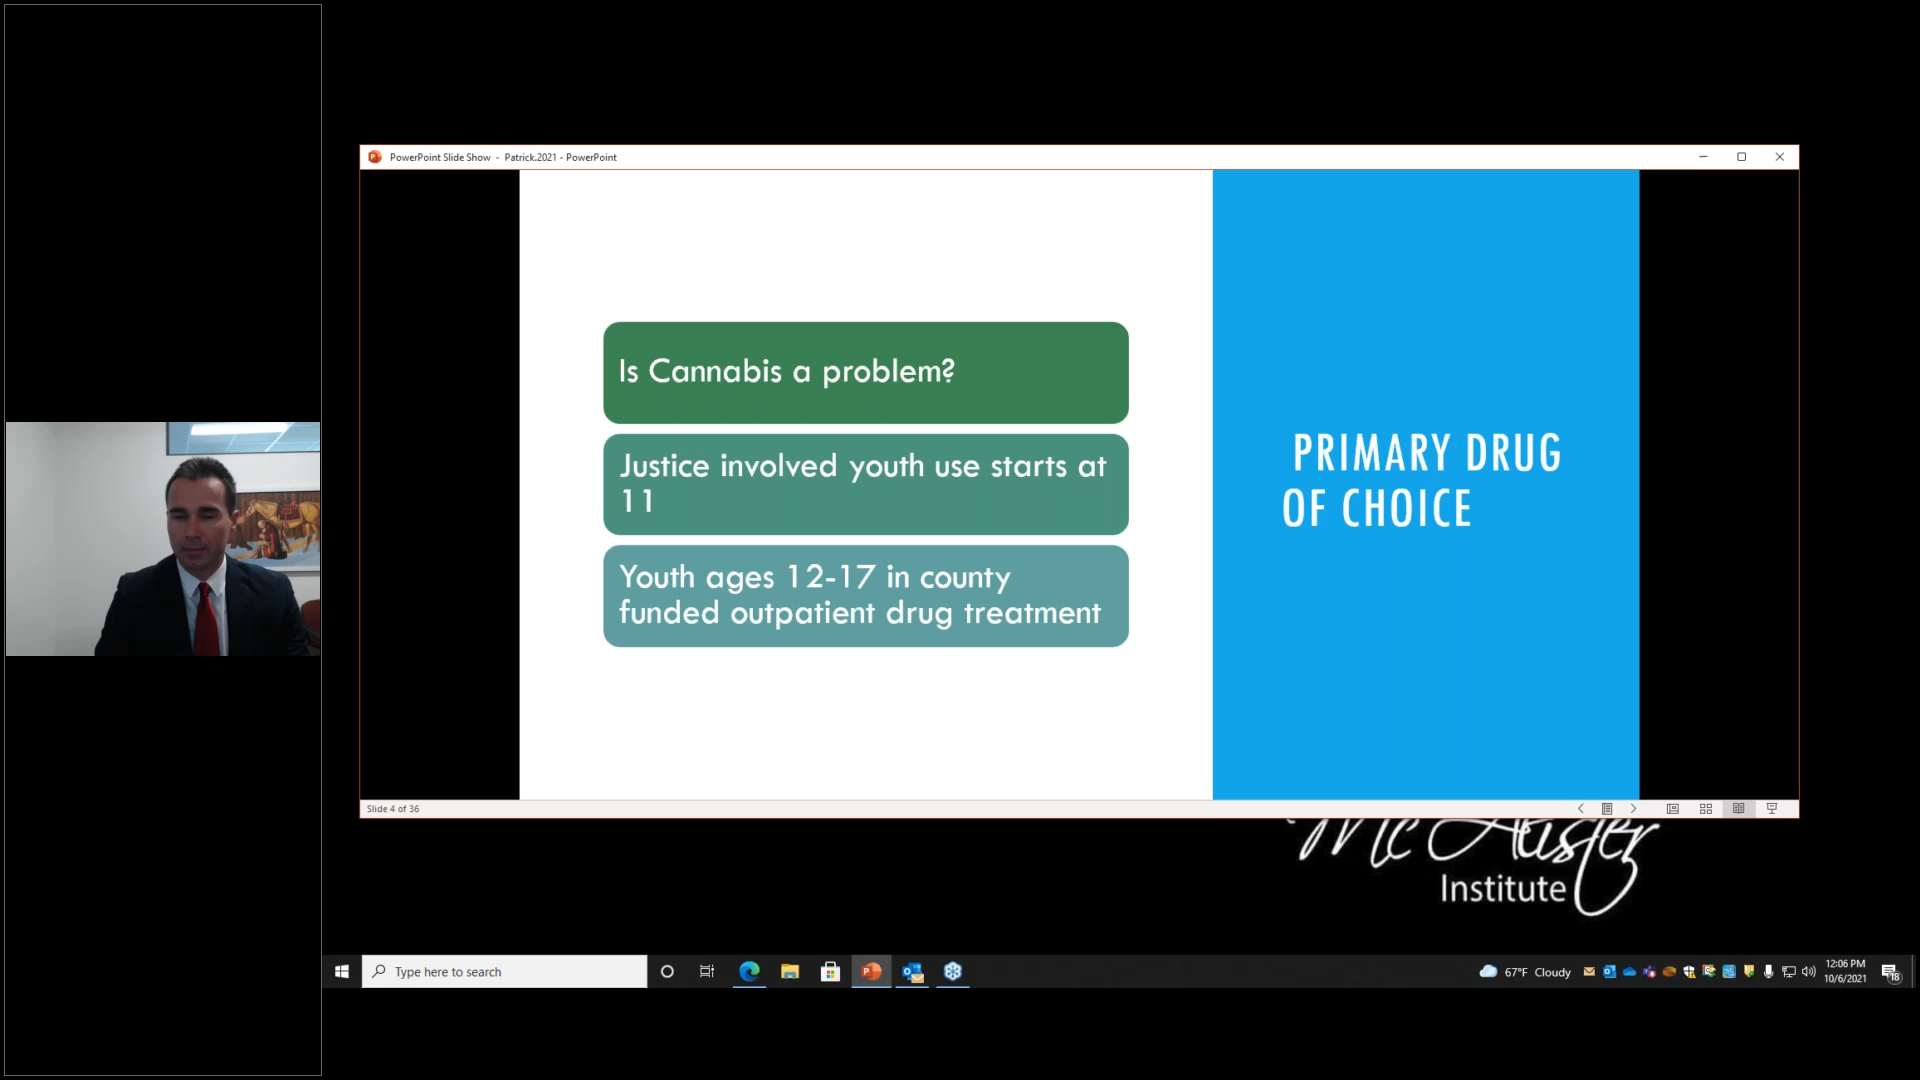 PowerPoint Slide Show - Patrick.2021 - PowerPoint
Is Cannabis a problem?
Justice involved youth use starts at
11
Youth ages 12-17 in county
funded outpatient drug treatment
PRIMARY DRUG
OF CHOICE
Slide 4 of 36
McAlister
Institute
Type here to search
67°F Cloudy
12:06 PM
10/6/2021
18